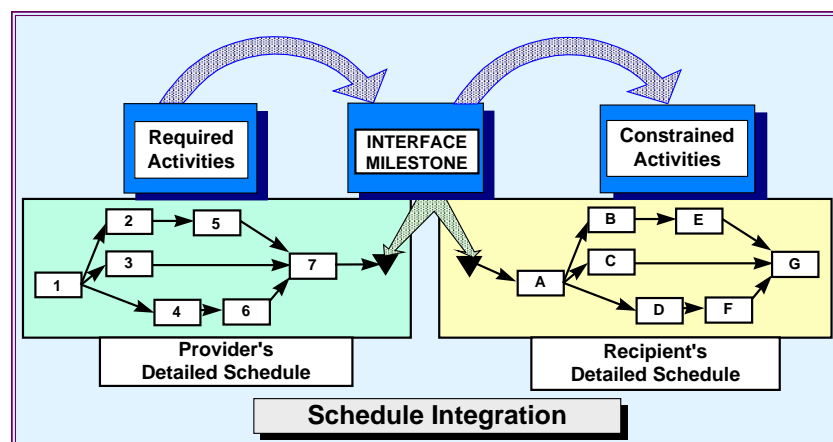 Required
Activities
INTERFACE
MILESTONE
Constrained
Activities
2
5
3
1
7
4
6
B
E
C
A
G
D
F
Provider's
Detailed Schedule
Recipient's
Detailed Schedule
Schedule Integration